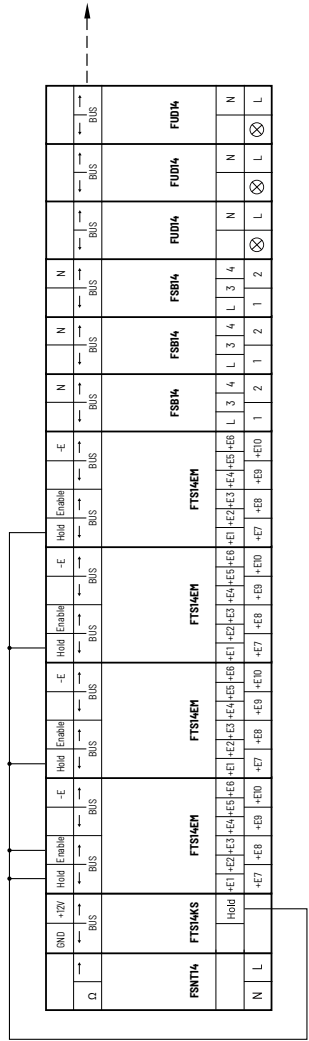 GND +12V Hold Enable -E Hold Enable -E Hold Enable -E Hold Enable -E N N N
Ω BUS BUS BUS BUS BUS BUS BUS BUS BUS BUS BUS BUS BUS BUS BUS
FSNT14 FTS14KS FTS14EM FTS14EM FTS14EM FTS14EM FSB14 FSB14 FSB14 FUD14 FUD14 FUD14
Hold +E1 +E2 +E3 +E4 +E5 +E6 +E1 +E2 +E3 +E4 +E5 +E6 +E1 +E2 +E3 +E4 +E5 +E6 +E1 +E2 +E3 +E4 +E5 +E6 L 3 4 L 3 4 L 3 4 N N N
N L +E7 +E8 +E9 +E10 +E7 +E8 +E9 +E10 +E7 +E8 +E9 +E10 +E7 +E8 +E9 +E10 1 2 1 2 1 2 L L L